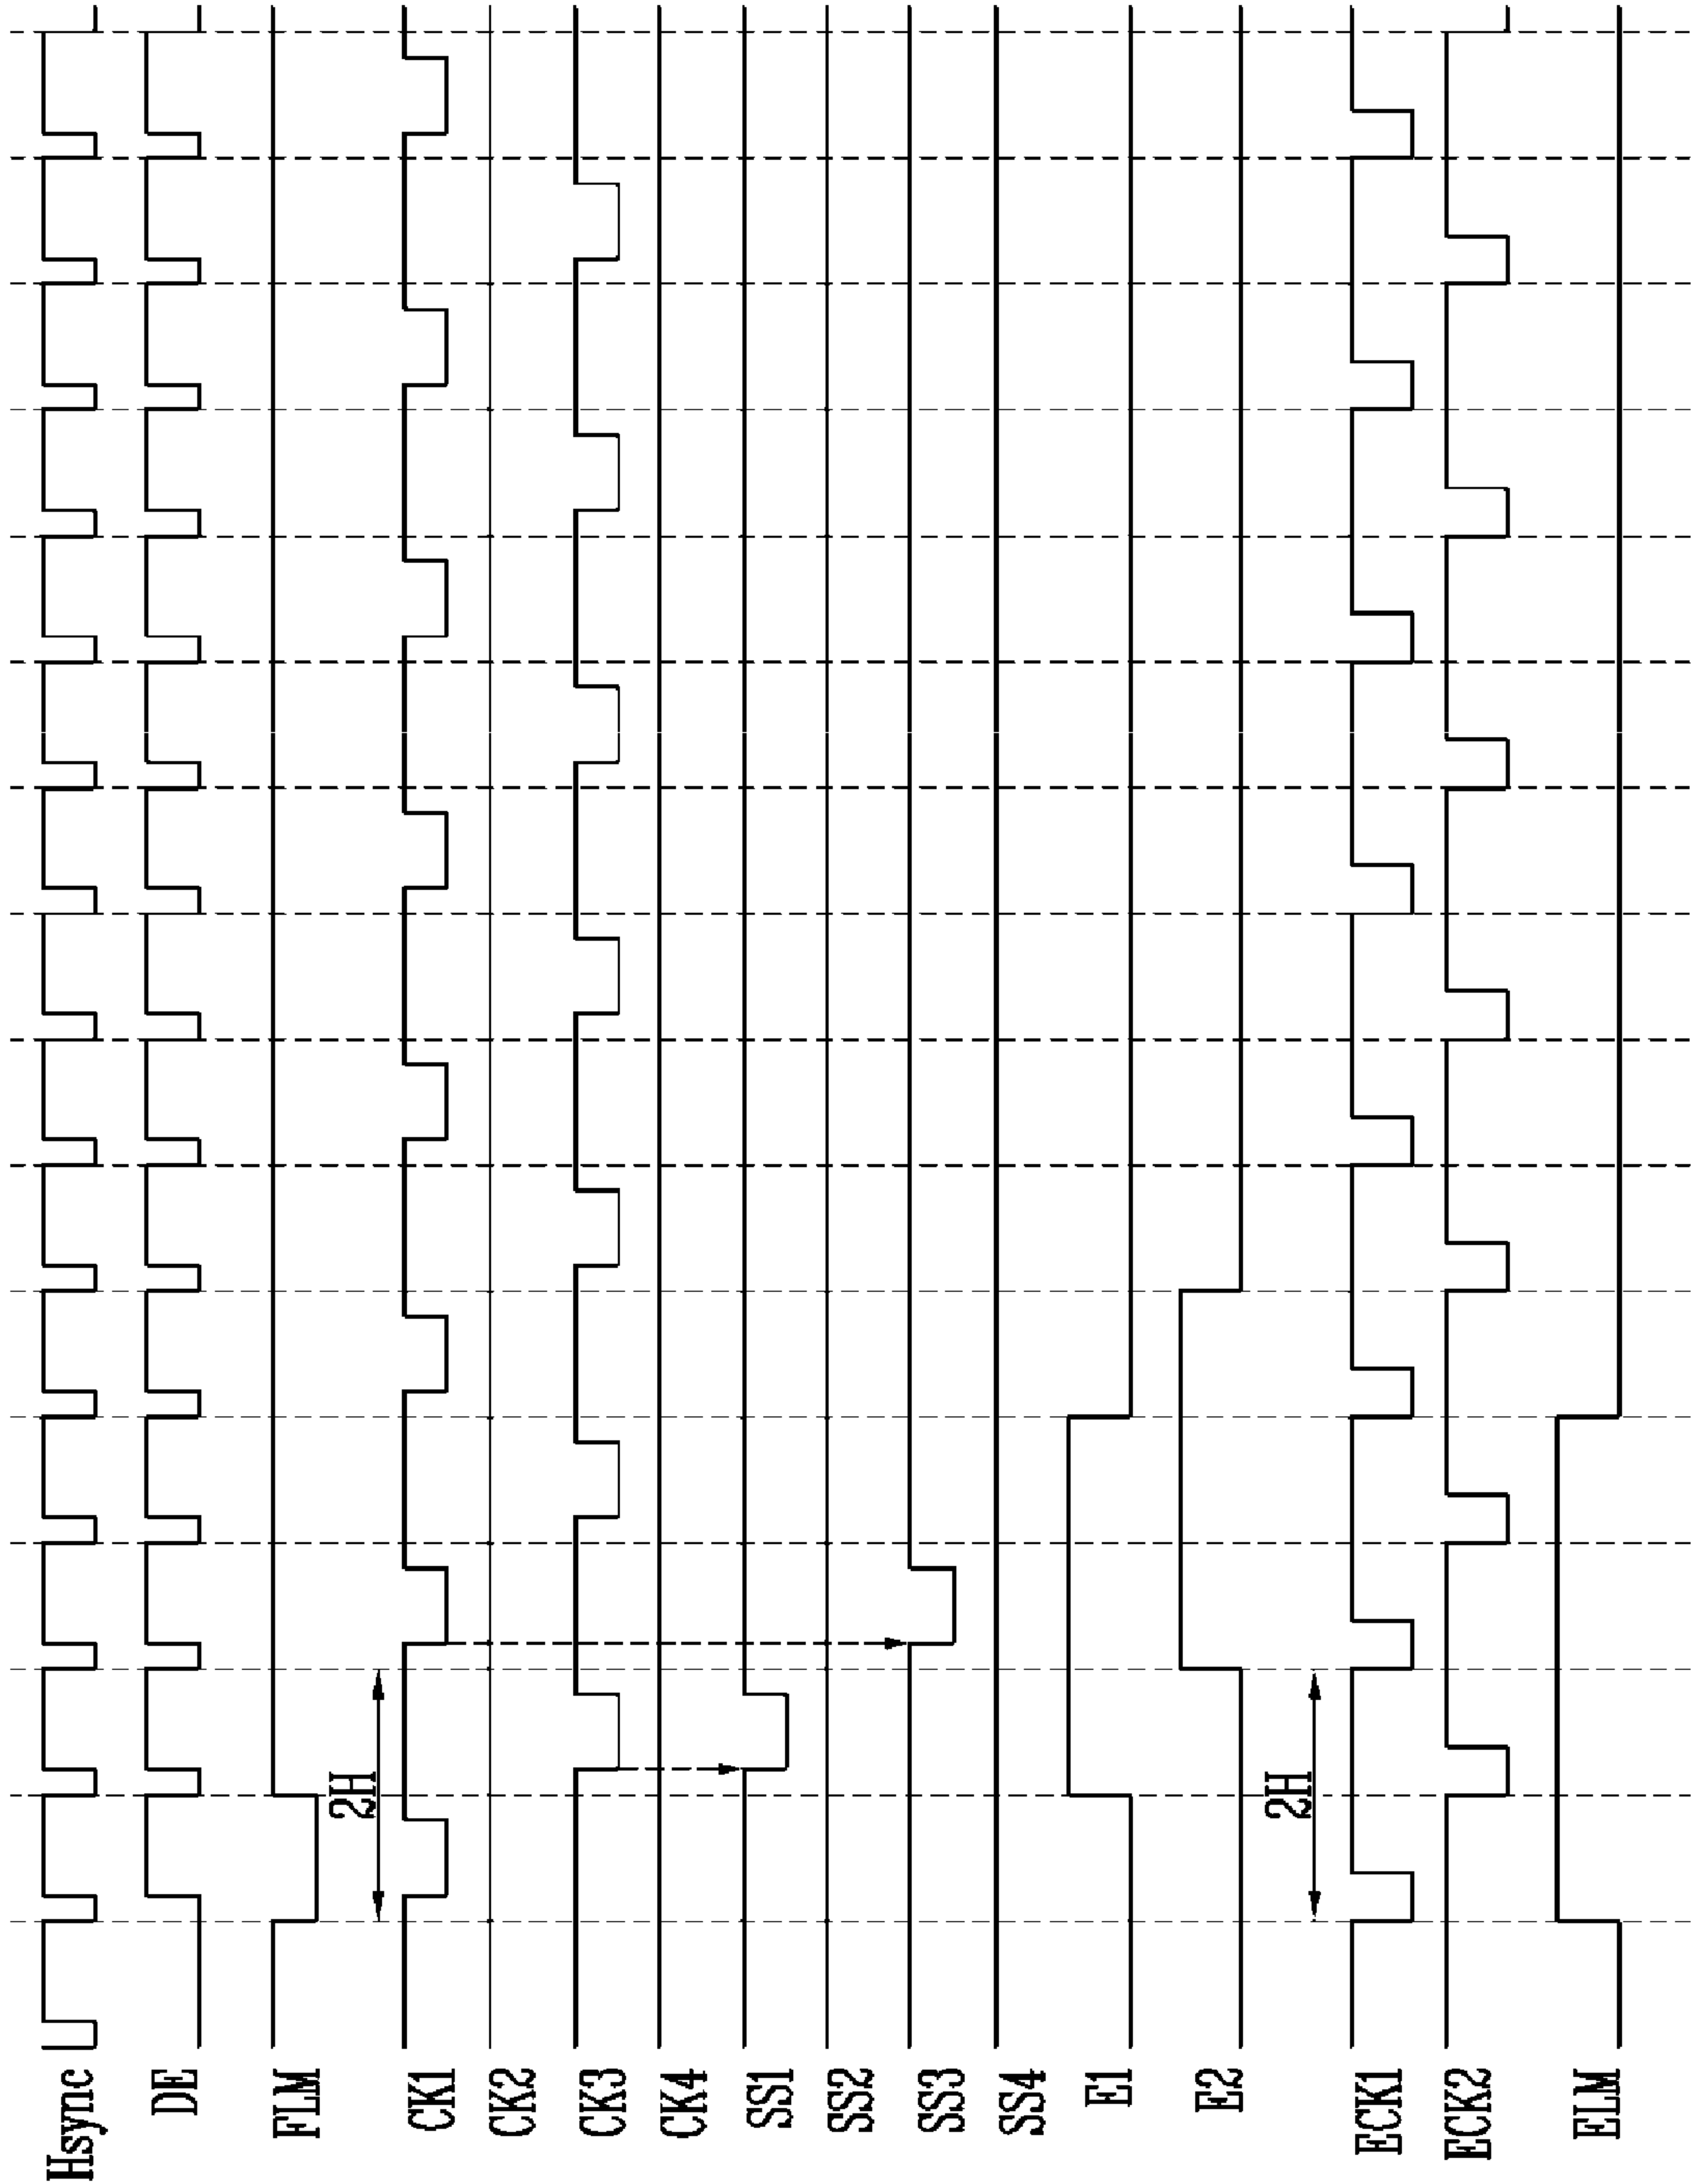 Hsync
DE
FLM
2H
CK1
CK2
CK3
CK4
SS1
SS2
SS3
SS4
E1
E2
2H
ECK1
ECK2
ELM